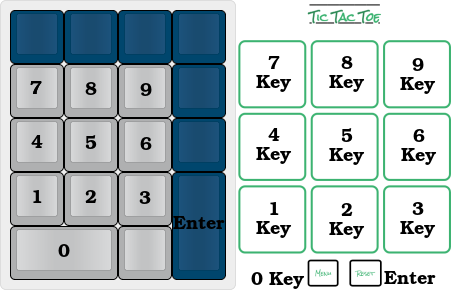 Tic Tac Toe
7 8 9
4 5 6
1 2 3
Enter
0
7 Key
8 Key
9 Key
4 Key
5 Key
6 Key
1 Key
2 Key
3 Key
0 Key
Menu
Reset
Enter